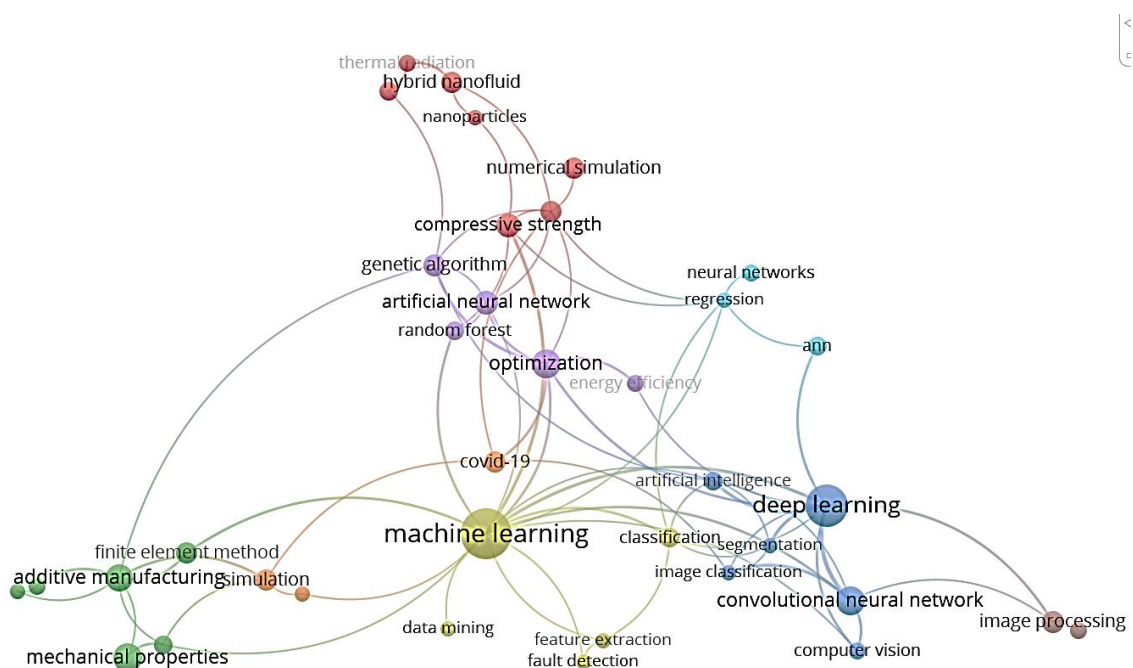 thermal radiation
hybrid nanofluid
nanoparticles
numerical simulation
compressive strength
genetic algorithm
neural networks
artificial neural network
regression
random forest
ann
optimization
energy efficiency
covid-19
artificial intelligence
deep learning
machine learning
classification
segmentation
finite element method
image classification
additive manufacturing
simulation
convolutional neural network
image processing
data mining
feature extraction
computer vision
mechanical properties
fault detection